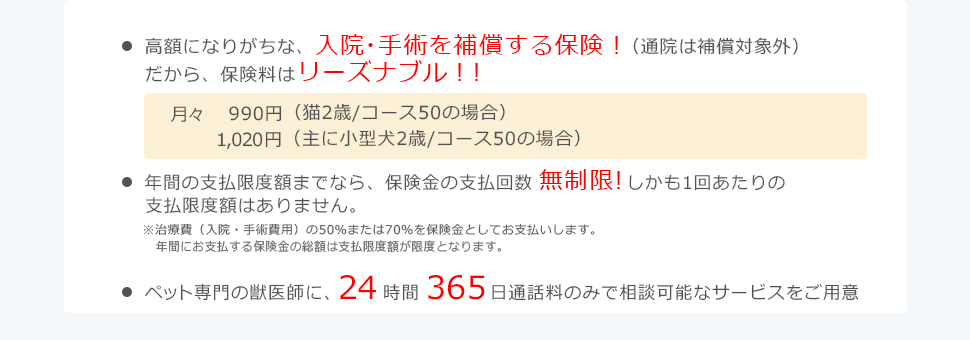 ● 高額になりがちな、入院・手術を補償する保険！（通院は補償対象外）
だから、保険料はリーズナブル！！
月々 990円（猫2歳/コース50の場合）
1,020円（主に小型犬2歳/コース50の場合）
● 年間の支払限度額までなら、保険金の支払回数 無制限!しかも1回あたりの
支払限度額はありません。
※治療費（入院・手術費用）の50%または70%を保険金としてお支払いします。
年間にお支払する保険金の総額は支払限度額が限度となります。
● ペット専門の獣医師に、24時間 365日通話料のみで相談可能なサービスをご用意